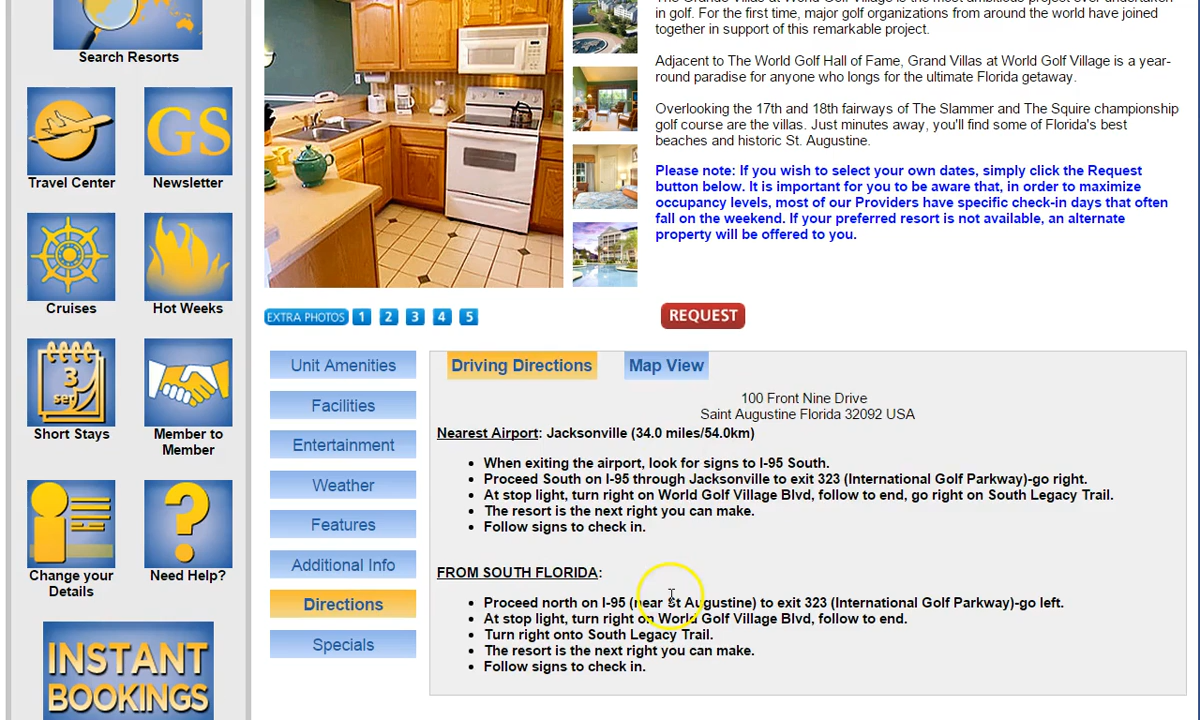 Search Resorts
Travel Center
GS
Newsletter
Cruises
Hot Weeks
3
sep
Short Stays
Member to
Member
Change your
Details
?
Need Help?
INSTANT
BOOKINGS
in golf. For the first time, major golf organizations from around the world have joined
together in support of this remarkable project.
Adjacent to The World Golf Hall of Fame, Grand Villas at World Golf Village is a year-
round paradise for anyone who longs for the ultimate Florida getaway.
Overlooking the 17th and 18th fairways of The Slammer and The Squire championship
golf course are the villas. Just minutes away, you'll find some of Florida's best
beaches and historic St. Augustine.
Please note: If you wish to select your own dates, simply click the Request
button below. It is important for you to be aware that, in order to maximize
occupancy levels, most of our Providers have specific check-in days that often
fall on the weekend. If your preferred resort is not available, an alternate
property will be offered to you.
EXTRA PHOTOS 1 2 3 4 5
REQUEST
Unit Amenities
Facilities
Entertainment
Weather
Features
Additional Info
Directions
Specials
Driving Directions
Map View
100 Front Nine Drive
Saint Augustine Florida 32092 USA
Nearest Airport: Jacksonville (34.0 miles/54.0km)
• When exiting the airport, look for signs to I-95 South.
• Proceed South on I-95 through Jacksonville to exit 323 (International Golf Parkway)-go right.
• At stop light, turn right on World Golf Village Blvd, follow to end, go right on South Legacy Trail.
• The resort is the next right you can make.
• Follow signs to check in.
FROM SOUTH FLORIDA:
• Proceed north on I-95 (near St Augustine) to exit 323 (International Golf Parkway)-go left.
• At stop light, turn right on World Golf Village Blvd, follow to end.
• Turn right onto South Legacy Trail.
• The resort is the next right you can make.
• Follow signs to check in.